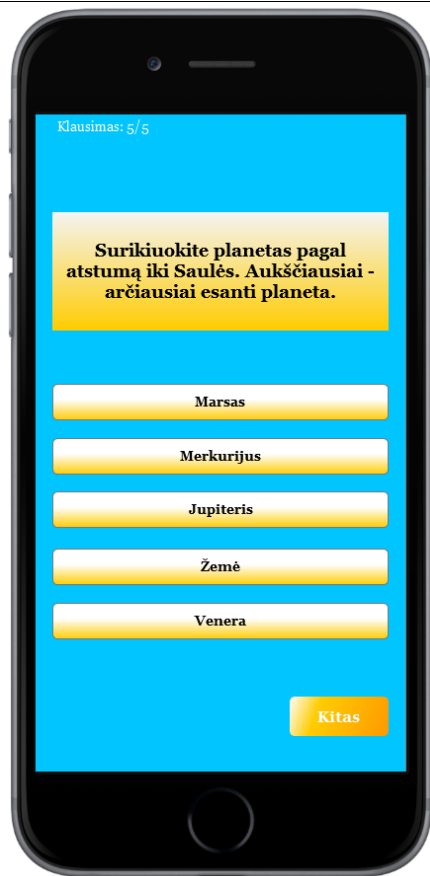 Klausimas: 5/5
Surikiuokite planetas pagal
atstumą iki Saulės. Aukščiausiai -
arčiausiai esanti planeta.
Marsas
Merkurijus
Jupiteris
Žemė
Venera
Kitas